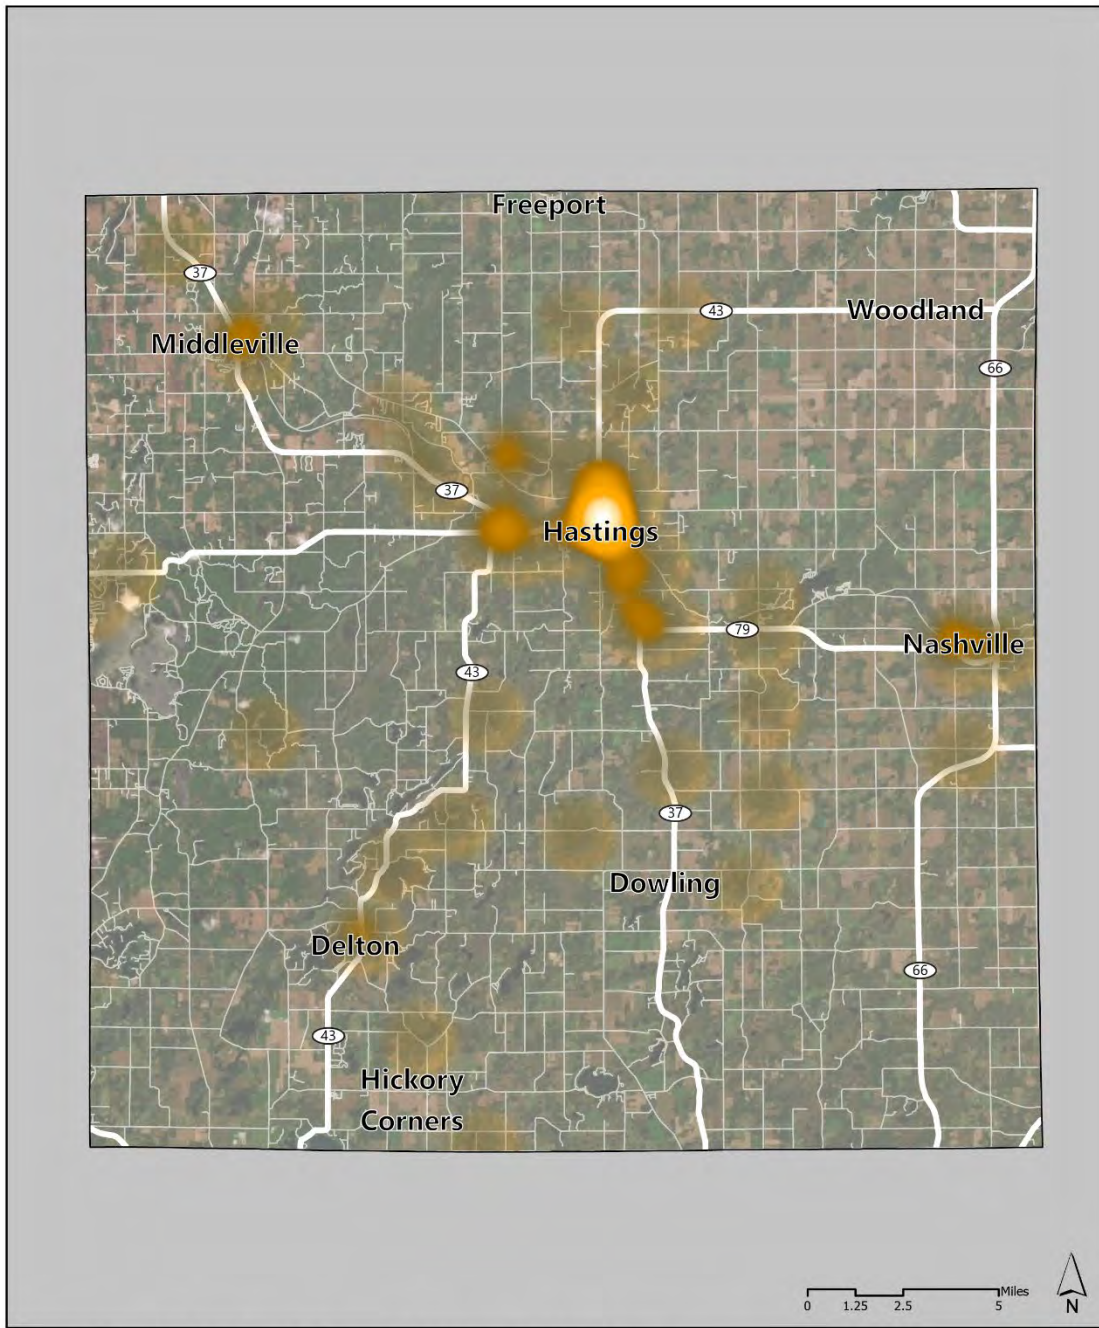 Freeport
37
43
Woodland
Middleville
66
37
Hastings
79
Nashville
43
37
Dowling
Delton
66
43
Hickory
Corners
Miles
0 1.25 2.5 5
N